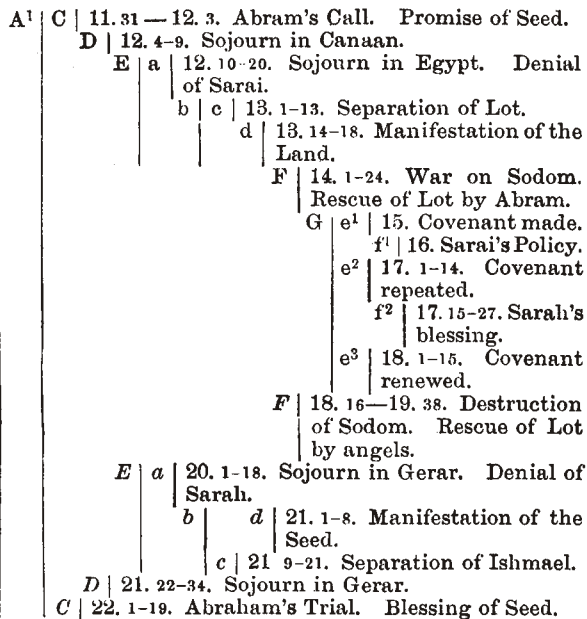 A¹ | C | 11. 31 — 12. 3. Abram's Call. Promise of Seed.
D | 12. 4–9. Sojourn in Canaan.
E | a | 12. 10–20. Sojourn in Egypt. Denial
of Sarai.
b | c | 13. 1–13. Separation of Lot.
d | 13. 14–18. Manifestation of the
Land.
F | 14. 1–24. War on Sodom.
Rescue of Lot by Abram.
G | e¹ | 15. Covenant made.
f¹ | 16. Sarai's Policy.
e² | 17. 1–14. Covenant
repeated.
f² | 17. 15–27. Sarah's
blessing.
e³ | 18. 1–15. Covenant
renewed.
F | 18. 16—19. 38. Destruction
of Sodom. Rescue of Lot
by angels.
E | a | 20. 1–18. Sojourn in Gerar. Denial of
Sarah.
b | d | 21. 1–8. Manifestation of the
Seed.
c | 21 9–21. Separation of Ishmael.
D | 21. 22–34. Sojourn in Gerar.
C | 22. 1–19. Abraham's Trial. Blessing of Seed.